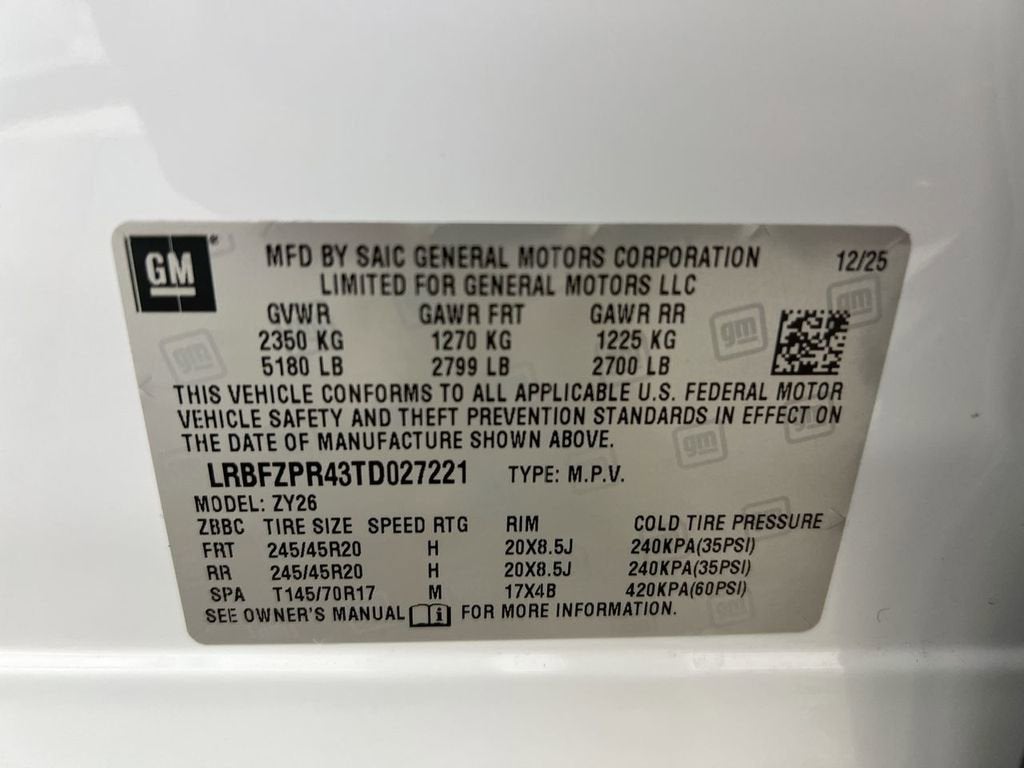 GM® MFD BY SAIC GENERAL MOTORS CORPORATION 12/25
LIMITED FOR GENERAL MOTORS LLC
GVWR GAWR FRT GAWR RR
2350 KG 1270 KG 1225 KG
5180 LB 2799 LB 2700 LB
THIS VEHICLE CONFORMS TO ALL APPLICABLE U.S. FEDERAL MOTOR
VEHICLE SAFETY AND THEFT PREVENTION STANDARDS IN EFFECT ON
THE DATE OF MANUFACTURE SHOWN ABOVE.
LRBFZPR43TD027221 TYPE: M.P.V.
MODEL: ZY26
ZBBC TIRE SIZE SPEED RTG RIM COLD TIRE PRESSURE
FRT 245/45R20 H 20X8.5J 240KPA(35PSI)
RR 245/45R20 H 20X8.5J 240KPA(35PSI)
SPA T145/70R17 M 17X4B 420KPA(60PSI)
SEE OWNER'S MANUAL i FOR MORE INFORMATION.
gm
gm
gm
gm